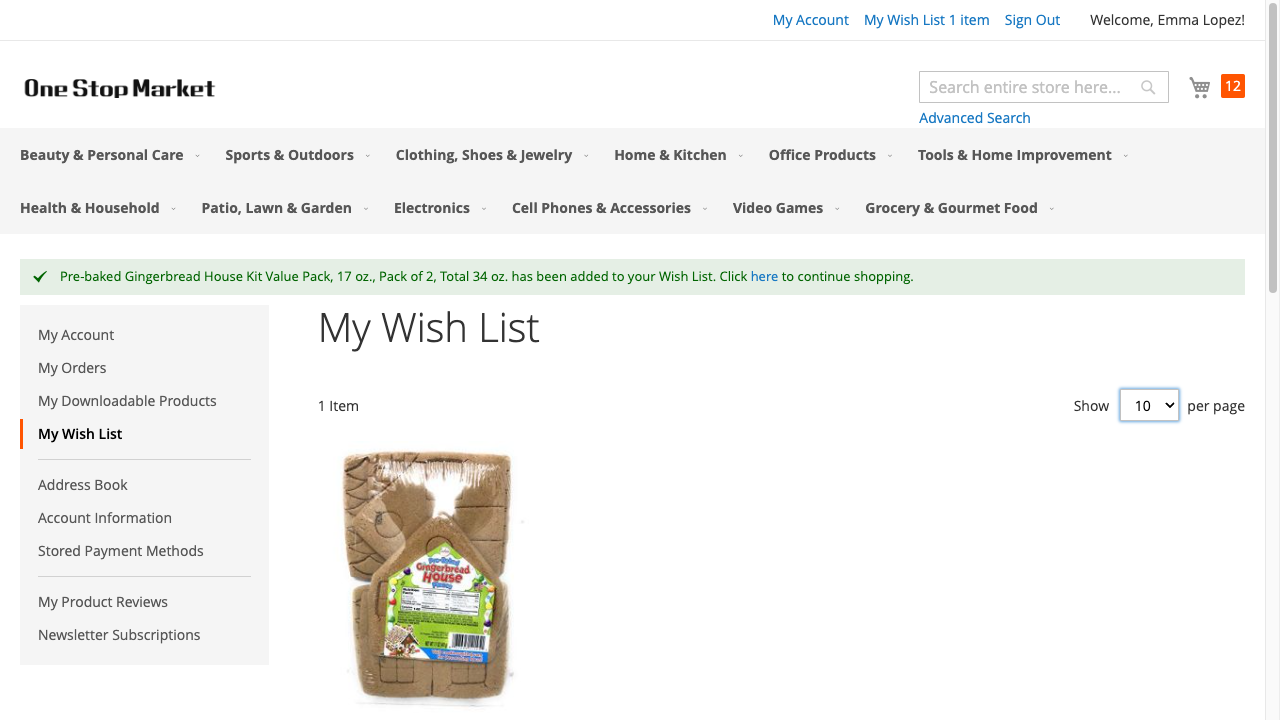 My Account My Wish List 1 item Sign Out Welcome, Emma Lopez!
One Stop Market
Search entire store here...
12
Advanced Search
Beauty & Personal Care Sports & Outdoors Clothing, Shoes & Jewelry Home & Kitchen Office Products Tools & Home Improvement
Health & Household Patio, Lawn & Garden Electronics Cell Phones & Accessories Video Games Grocery & Gourmet Food
Pre-baked Gingerbread House Kit Value Pack, 17 oz., Pack of 2, Total 34 oz. has been added to your Wish List. Click here to continue shopping.
My Account
My Orders
My Downloadable Products
My Wish List
Address Book
Account Information
Stored Payment Methods
My Product Reviews
Newsletter Subscriptions
My Wish List
1 Item
Show 10 per page
Pre-Baked
Gingerbread
House